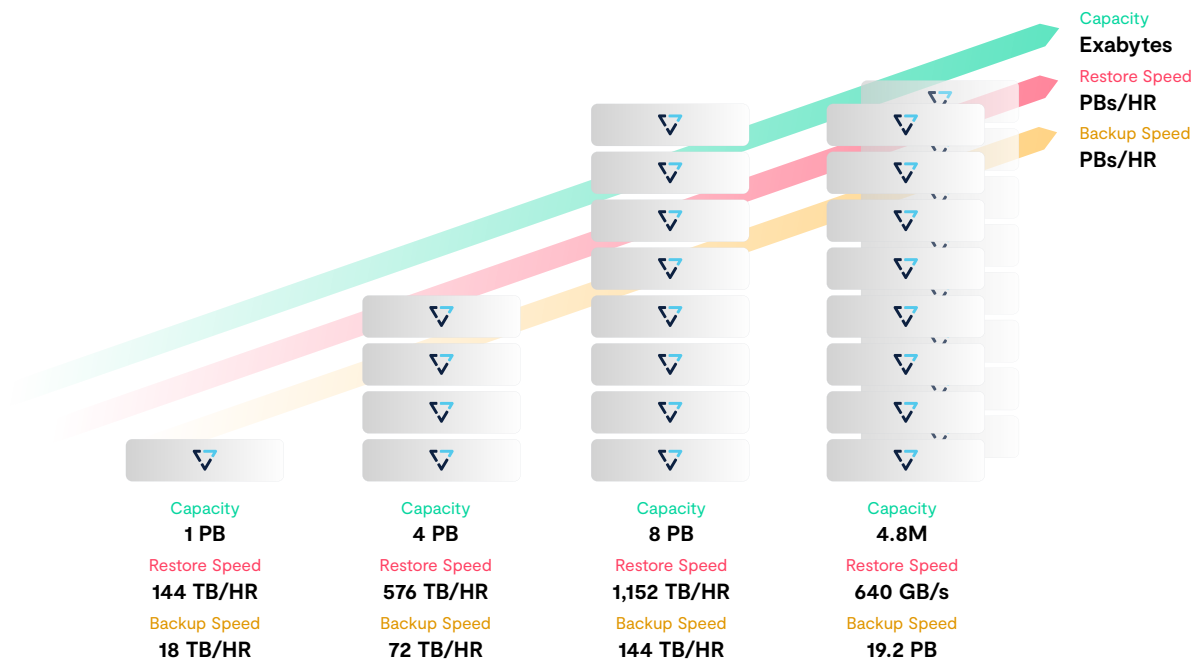 Capacity
Exabytes
Restore Speed
PBs/HR
Backup Speed
PBs/HR
Capacity
1 PB
Restore Speed
144 TB/HR
Backup Speed
18 TB/HR
Capacity
4 PB
Restore Speed
576 TB/HR
Backup Speed
72 TB/HR
Capacity
8 PB
Restore Speed
1,152 TB/HR
Backup Speed
144 TB/HR
Capacity
4.8M
Restore Speed
640 GB/s
Backup Speed
19.2 PB